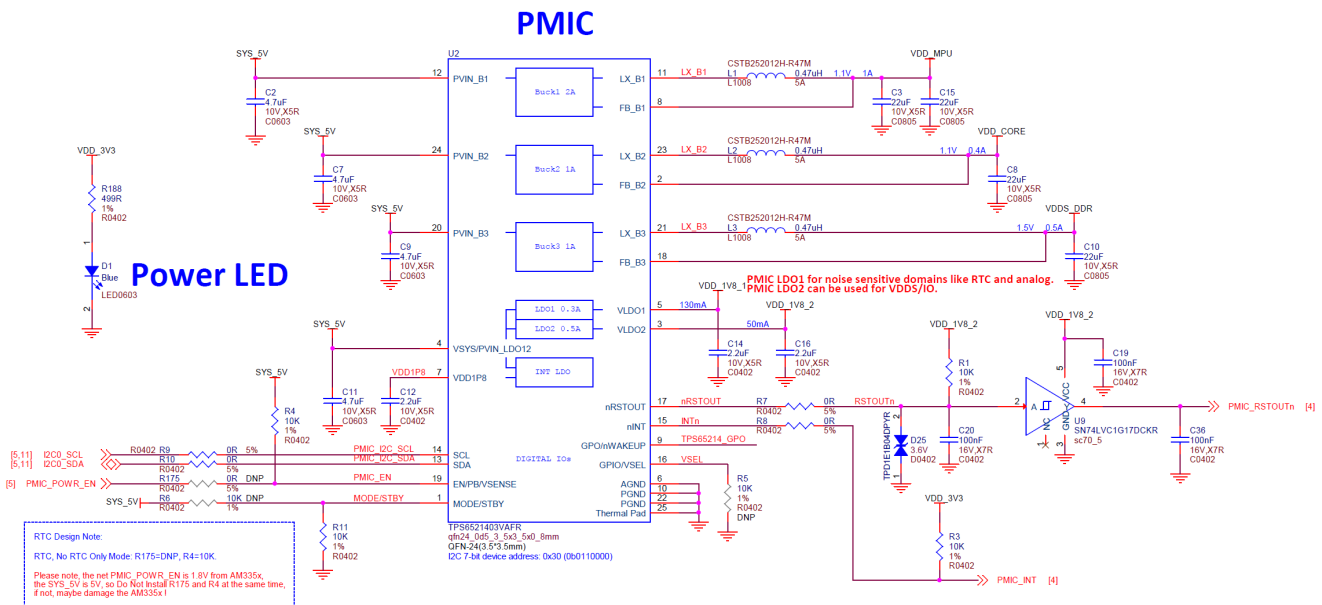 PMIC
SYS_5V
U2
VDD_MPU
12 PVIN_B1
Buck1 2A
LX_B1 11 LX_B1
CSTB252012H-R47M
L1 0.47uH
L1008 5A
1.1V 1A
C2
4.7uF
10V,X5R
C0603
FB_B1 8
C3
22uF
10V,X5R
C0805
C15
22uF
10V,X5R
C0805
SYS_5V
VDD_CORE
24 PVIN_B2
Buck2 1A
LX_B2 23 LX_B2
CSTB252012H-R47M
L2 0.47uH
L1008 5A
1.1V 0.4A
C7
4.7uF
10V,X5R
C0603
FB_B2 2
C8
22uF
10V,X5R
C0805
VDD_3V3
R188
499R
1%
R0402
1
D1
Blue
LED0603
2
Power LED
SYS_5V
VDDS_DDR
20 PVIN_B3
Buck3 1A
LX_B3 21 LX_B3
CSTB252012H-R47M
L3 0.47uH
L1008 5A
1.5V 0.5A
C9
4.7uF
10V,X5R
C0603
FB_B3 18
C10
22uF
10V,X5R
C0805
PMIC LDO1 for noise sensitive domains like RTC and analog.
PMIC LDO2 can be used for VDDS/IO.
VDD_1V8_1
VDD_1V8_2
LDO1 0.3A
LDO2 0.5A
VLDO1 5 130mA
VLDO2 3 50mA
C14
2.2uF
10V,X5R
C0402
C16
2.2uF
10V,X5R
C0402
SYS_5V
4 VSYS/PVIN_LDO12
INT LDO
VDD1P8 7 VDD1P8
C11
4.7uF
10V,X5R
C0603
C12
2.2uF
10V,X5R
C0402
SYS_5V
R4
10K
1%
R0402
VDD_1V8_2
R1
10K
1%
R0402
VDD_1V8_2
C19
100nF
16V,X7R
C0402
nRSTOUT 17 nRSTOUT
R7 0R
R0402 5%
RSTOUTn
nINT 15 INTn
R8 0R
R0402 5%
2
D25
3.6V
D0402
TPD1E1B04DPYR
1
C20
100nF
16V,X7R
C0402
2 A Y 4
VCC 5
NC 1
GND 3
U9
SN74LVC1G17DCKR
sc70_5
PMIC_RSTOUTn [4]
C36
100nF
16V,X7R
C0402
GPO/nWAKEUP 9 TPS65214_GPO
GPIO/VSEL 16 VSEL
DIGITAL IOs
R5
10K
1%
R0402
DNP
[5,11] I2C0_SCL
R0402 R9 0R 5%
PMIC_I2C_SCL 14 SCL
[5,11] I2C0_SDA
R10 0R
R0402 5%
PMIC_I2C_SDA 13 SDA
[5] PMIC_POWR_EN
R175 0R DNP
R0402 5%
PMIC_EN 19 EN/PB/VSENSE
SYS_5V
R6 10K DNP
R0402 1%
MODE/STBY 1 MODE/STBY
AGND 6
PGND 10
PGND 22
Thermal Pad 25
R11
10K
1%
R0402
VDD_3V3
R3
10K
1%
R0402
PMIC_INT [4]
TPS6521403VAFR
qfn24_0d5_3_5x3_5x0_8mm
QFN-24(3.5*3.5mm)
I2C 7-bit device address: 0x30 (0b0110000)
RTC Design Note:
RTC, No RTC Only Mode: R175=DNP, R4=10K.
Please note, the net PMIC_POWR_EN is 1.8V from AM335x,
the SYS_5V is 5V, so Do Not Install R175 and R4 at the same time,
if not, maybe damage the AM335x !